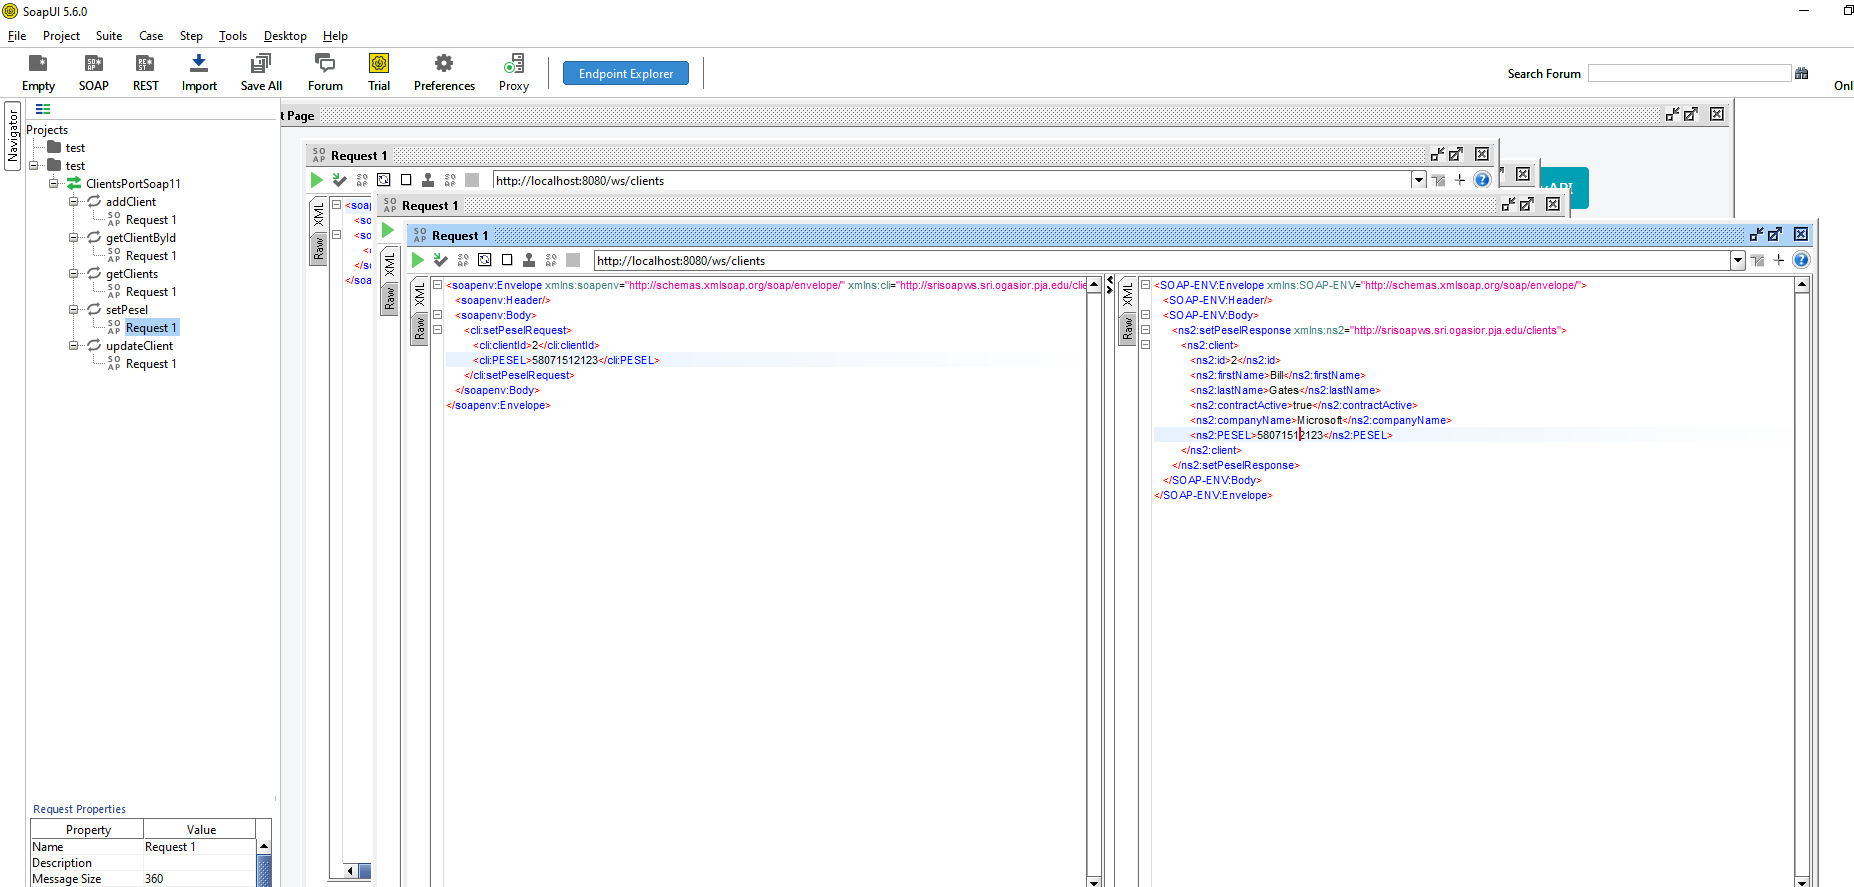 SoapUI 5.6.0
File Project Suite Case Step Tools Desktop Help
Empty SOAP REST Import Save All Forum Trial Preferences Proxy Endpoint Explorer Search Forum Onl
Navigator
Projects
test
test
ClientsPortSoap11
addClient
Request 1
getClientById
Request 1
getClients
Request 1
setPesel
Request 1
updateClient
Request 1
Request Properties
Property Value
Name Request 1
Description
Message Size 360
t Page
Request 1
http://localhost:8080/ws/clients
XML
Raw
<soap
<so
<so
<
</so
</soa
Request 1
XML
Raw
Request 1
http://localhost:8080/ws/clients
XML
Raw
<soapenv:Envelope xmlns:soapenv="http://schemas.xmlsoap.org/soap/envelope/" xmlns:cli="http://srisoapws.sri.ogasior.pja.edu/clie
<soapenv:Header/>
<soapenv:Body>
<cli:setPeselRequest>
<cli:clientId>2</cli:clientId>
<cli:PESEL>58071512123</cli:PESEL>
</cli:setPeselRequest>
</soapenv:Body>
</soapenv:Envelope>
XML
Raw
<SOAP-ENV:Envelope xmlns:SOAP-ENV="http://schemas.xmlsoap.org/soap/envelope/">
<SOAP-ENV:Header/>
<SOAP-ENV:Body>
<ns2:setPeselResponse xmlns:ns2="http://srisoapws.sri.ogasior.pja.edu/clients">
<ns2:client>
<ns2:id>2</ns2:id>
<ns2:firstName>Bill</ns2:firstName>
<ns2:lastName>Gates</ns2:lastName>
<ns2:contractActive>true</ns2:contractActive>
<ns2:companyName>Microsoft</ns2:companyName>
<ns2:PESEL>58071512123</ns2:PESEL>
</ns2:client>
</ns2:setPeselResponse>
</SOAP-ENV:Body>
</SOAP-ENV:Envelope>